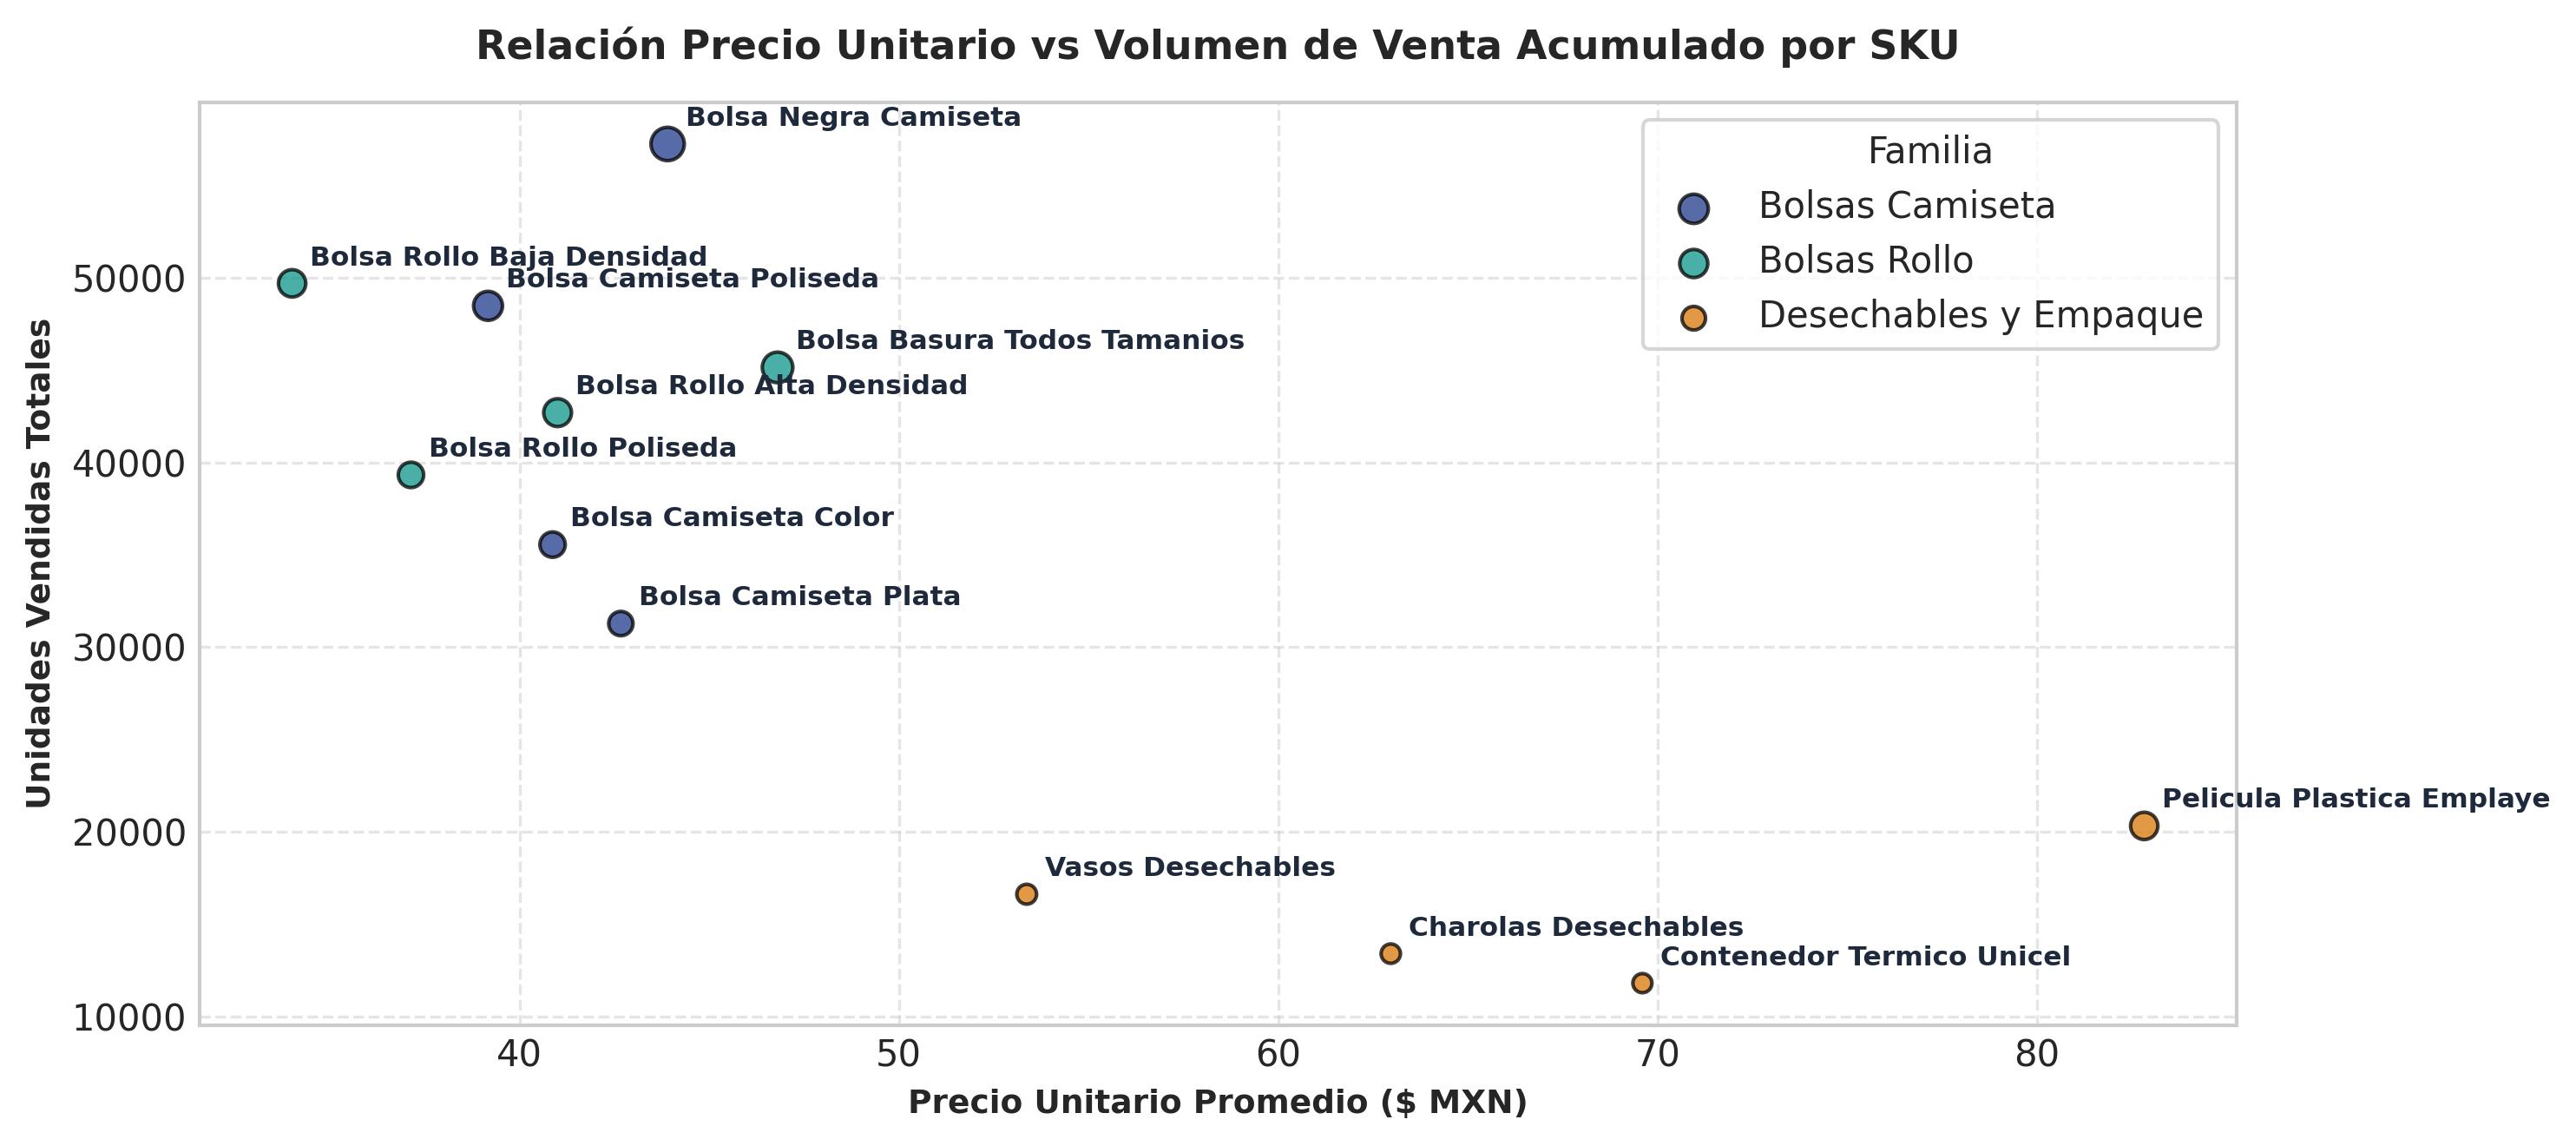 Relación Precio Unitario vs Volumen de Venta Acumulado por SKU
Bolsa Negra Camiseta
Familia
Bolsas Camiseta
Bolsas Rollo
Desechables y Empaque
Bolsa Rollo Baja Densidad
Bolsa Camiseta Poliseda
Bolsa Basura Todos Tamanios
Bolsa Rollo Alta Densidad
Bolsa Rollo Poliseda
Bolsa Camiseta Color
Bolsa Camiseta Plata
Pelicula Plastica Emplaye
Vasos Desechables
Charolas Desechables
Contenedor Termico Unicel
Unidades Vendidas Totales
50000
40000
30000
20000
10000
40 50 60 70 80
Precio Unitario Promedio ($ MXN)